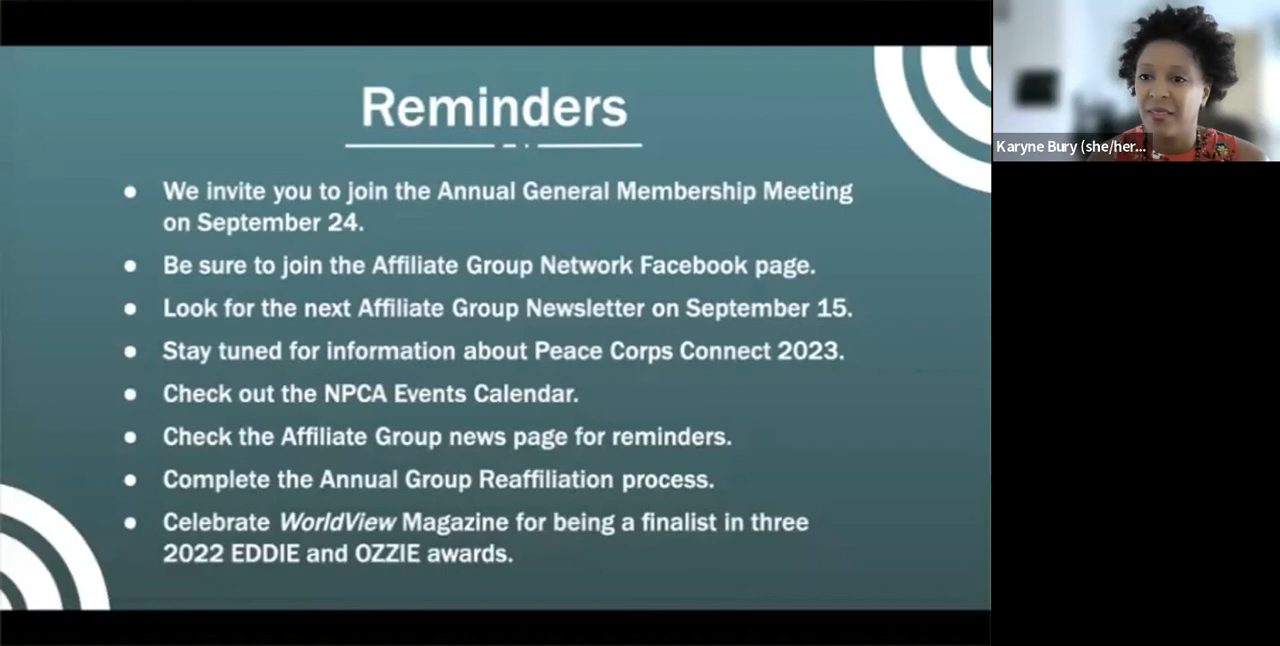 Reminders
● We invite you to join the Annual General Membership Meeting
on September 24.
● Be sure to join the Affiliate Group Network Facebook page.
● Look for the next Affiliate Group Newsletter on September 15.
● Stay tuned for information about Peace Corps Connect 2023.
● Check out the NPCA Events Calendar.
● Check the Affiliate Group news page for reminders.
● Complete the Annual Group Reaffiliation process.
● Celebrate WorldView Magazine for being a finalist in three
2022 EDDIE and OZZIE awards.
Karyne Bury (she/her...